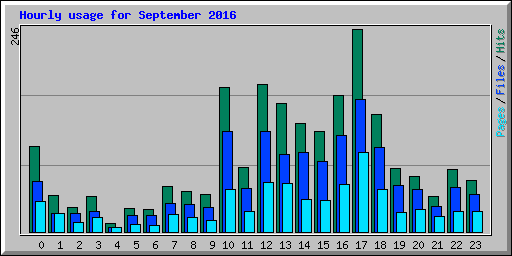 Hourly usage for September 2016
246
Pages / Files / Hits
0 1 2 3 4 5 6 7 8 9 10 11 12 13 14 15 16 17 18 19 20 21 22 23